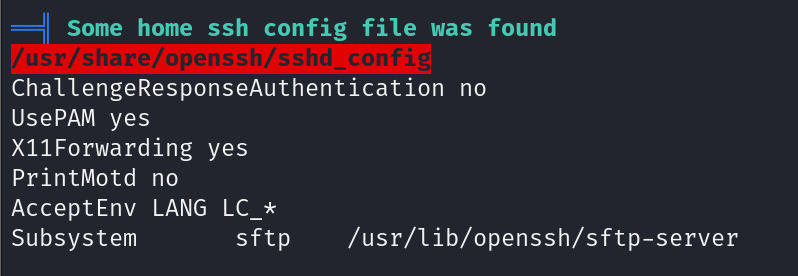 ══╣ Some home ssh config file was found
/usr/share/openssh/sshd_config
ChallengeResponseAuthentication no
UsePAM yes
X11Forwarding yes
PrintMotd no
AcceptEnv LANG LC_*
Subsystem       sftp    /usr/lib/openssh/sftp-server